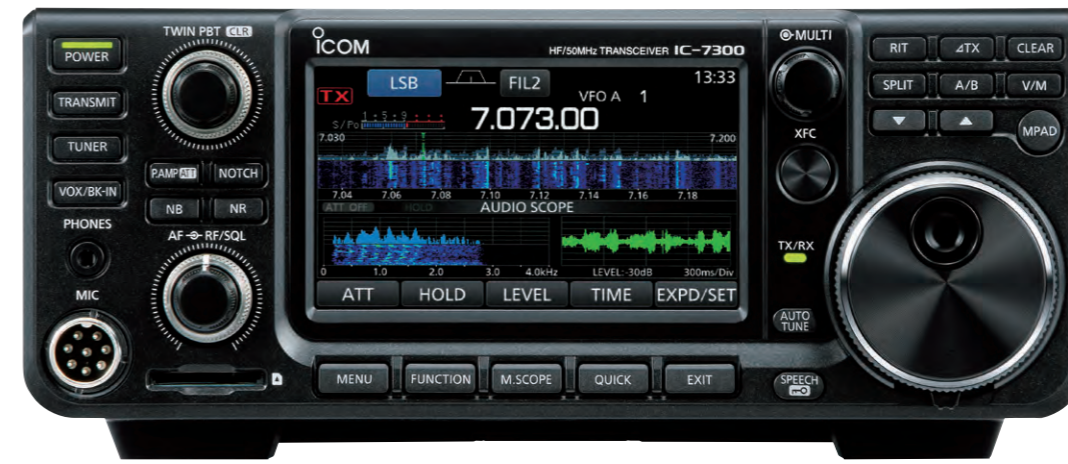 TWIN PBT CLR
POWER
TRANSMIT
TUNER
VOX/BK-IN
P.AMP ATT
NOTCH
NB
NR
PHONES
AF RF/SQL
MIC
ICOM
HF/50MHz TRANSCEIVER IC-7300
TX
LSB
FIL2
13:33
VFO A 1
S/Po 1 • 5 • 9
7.073.00
7.030
7.200
7.04 7.06 7.08 7.10 7.12 7.14 7.16 7.18
ATT OFF
HOLD
AUDIO SCOPE
0 1.0 2.0 3.0 4.0kHz
LEVEL:-30dB
300ms/Div
ATT
HOLD
LEVEL
TIME
EXPD/SET
MENU
FUNCTION
M.SCOPE
QUICK
EXIT
MULTI
XFC
TX/RX
AUTO
TUNE
SPEECH
RIT
⊿TX
CLEAR
SPLIT
A/B
V/M
▼
▲
MPAD